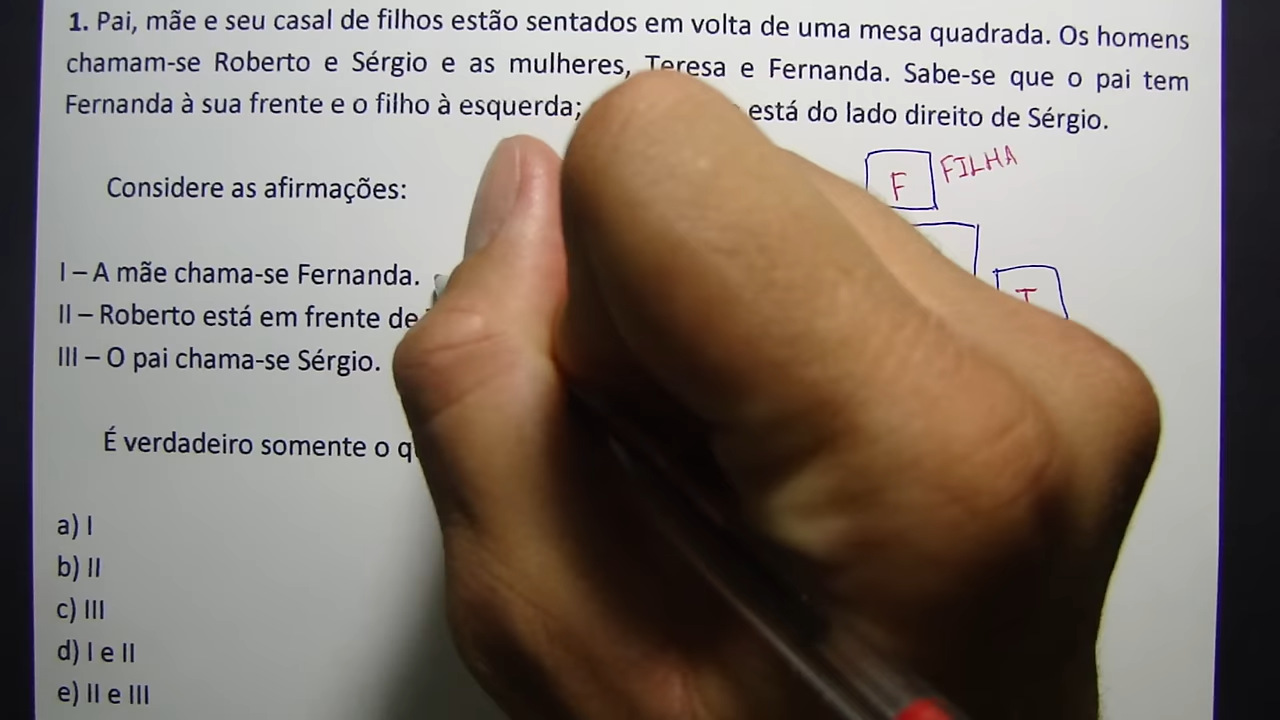 1. Pai, mãe e seu casal de filhos estão sentados em volta de uma mesa quadrada. Os homens
chamam-se Roberto e Sérgio e as mulheres, Teresa e Fernanda. Sabe-se que o pai tem
Fernanda à sua frente e o filho à esquerda; está do lado direito de Sérgio.
F FILHA
Considere as afirmações:
I – A mãe chama-se Fernanda.
II – Roberto está em frente de
III – O pai chama-se Sérgio.
É verdadeiro somente o
a) I
b) II
c) III
d) I e II
e) II e III